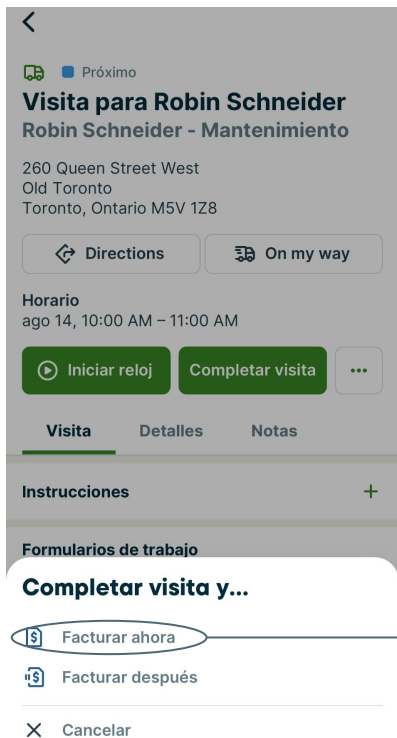 Próximo
Visita para Robin Schneider
Robin Schneider - Mantenimiento
260 Queen Street West
Old Toronto
Toronto, Ontario M5V 1Z8
Directions
On my way
Horario
ago 14, 10:00 AM – 11:00 AM
Iniciar reloj
Completar visita
Visita
Detalles
Notas
Instrucciones
Formularios de trabajo
Completar visita y...
Facturar ahora
Facturar después
Cancelar